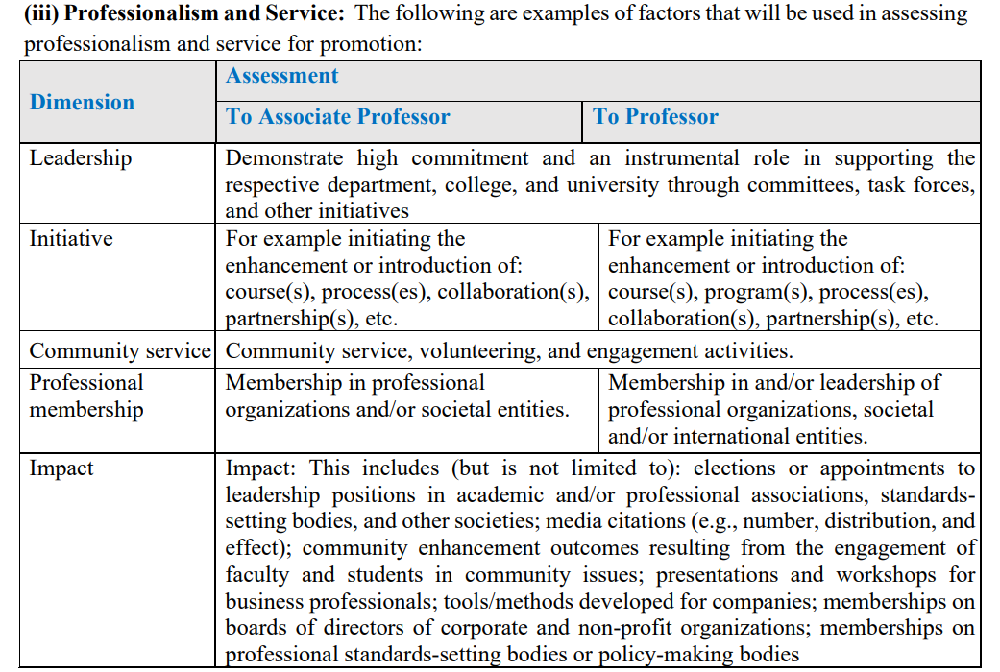 (iii) Professionalism and Service: The following are examples of factors that will be used in assessing
professionalism and service for promotion:
Dimension
Assessment
To Associate Professor
To Professor
Leadership
Demonstrate high commitment and an instrumental role in supporting the
respective department, college, and university through committees, task forces,
and other initiatives
Initiative
For example initiating the
enhancement or introduction of:
course(s), process(es), collaboration(s),
partnership(s), etc.
For example initiating the
enhancement or introduction of:
course(s), program(s), process(es),
collaboration(s), partnership(s), etc.
Community service
Community service, volunteering, and engagement activities.
Professional
membership
Membership in professional
organizations and/or societal entities.
Membership in and/or leadership of
professional organizations, societal
and/or international entities.
Impact
Impact: This includes (but is not limited to): elections or appointments to
leadership positions in academic and/or professional associations, standards-
setting bodies, and other societies; media citations (e.g., number, distribution, and
effect); community enhancement outcomes resulting from the engagement of
faculty and students in community issues; presentations and workshops for
business professionals; tools/methods developed for companies; memberships on
boards of directors of corporate and non-profit organizations; memberships on
professional standards-setting bodies or policy-making bodies